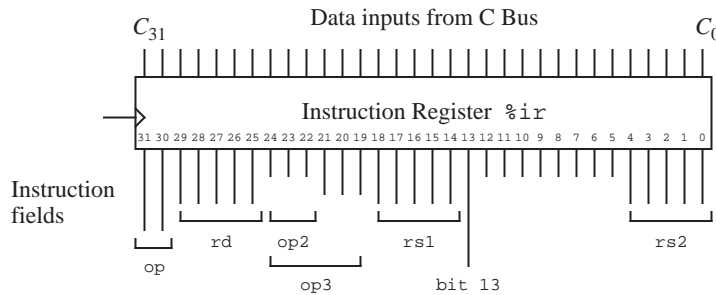 Data inputs from C Bus
C31 C0
Instruction Register %ir
31 30 29 28 27 26 25 24 23 22 21 20 19 18 17 16 15 14 13 12 11 10 9 8 7 6 5 4 3 2 1 0
Instruction
fields
rd op2 rs1 rs2
op op3 bit 13